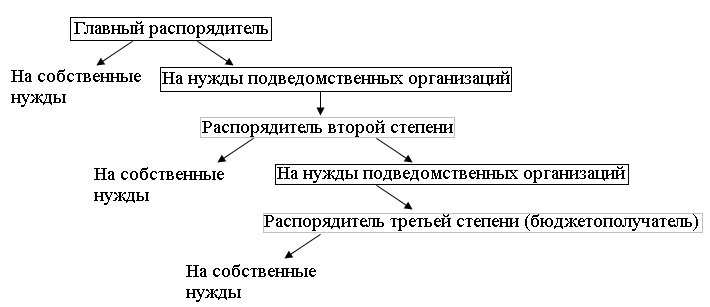 Главный распорядитель
На собственные
нужды
На нужды подведомственных организаций
Распорядитель второй степени
На собственные
нужды
На нужды подведомственных организаций
Распорядитель третьей степени (бюджетополучатель)
На собственные
нужды